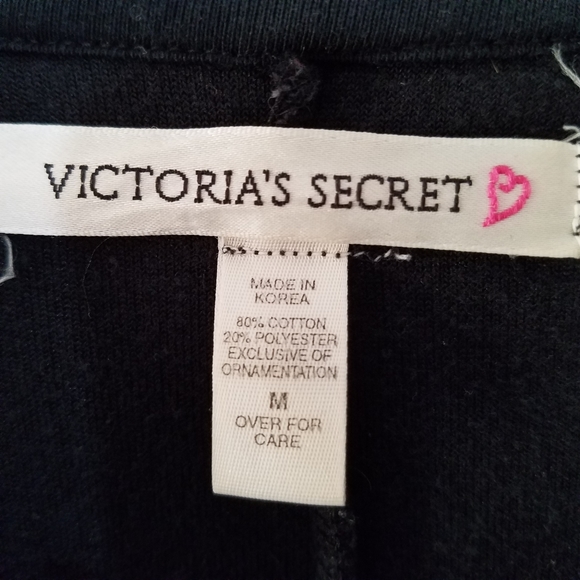 VICTORIA'S SECRET
MADE IN
KOREA
80% COTTON
20% POLYESTER
EXCLUSIVE OF
ORNAMENTATION
M
OVER FOR
CARE